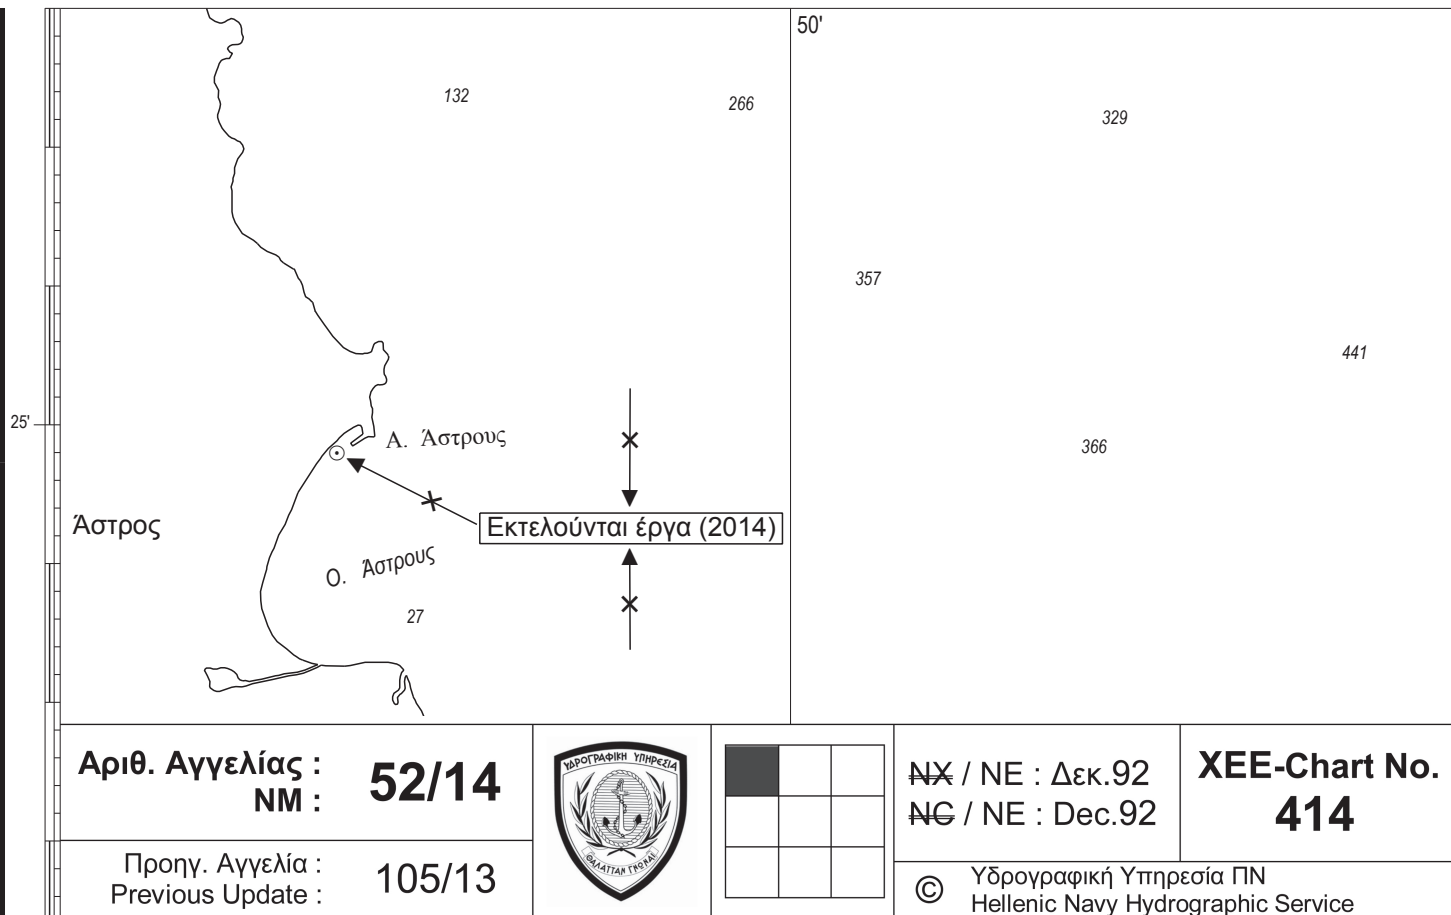 50'
132
266
329
357
441
25'
Α. Άστρους
366
Άστρος
Εκτελούνται έργα (2014)
Ο. Άστρους
27
Αριθ. Αγγελίας :
NM :
52/14
Προηγ. Αγγελία :
Previous Update :
105/13
ΥΔΡΟΓΡΑΦΙΚΗ ΥΠΗΡΕΣΙΑ
ΘΑΛΑΤΤΑΝ ΓΝΩΝΑΙ
ΝΧ / ΝΕ : Δεκ.92
NC / NE : Dec.92
ΧΕΕ-Chart No.
414
© Υδρογραφική Υπηρεσία ΠΝ
Hellenic Navy Hydrographic Service